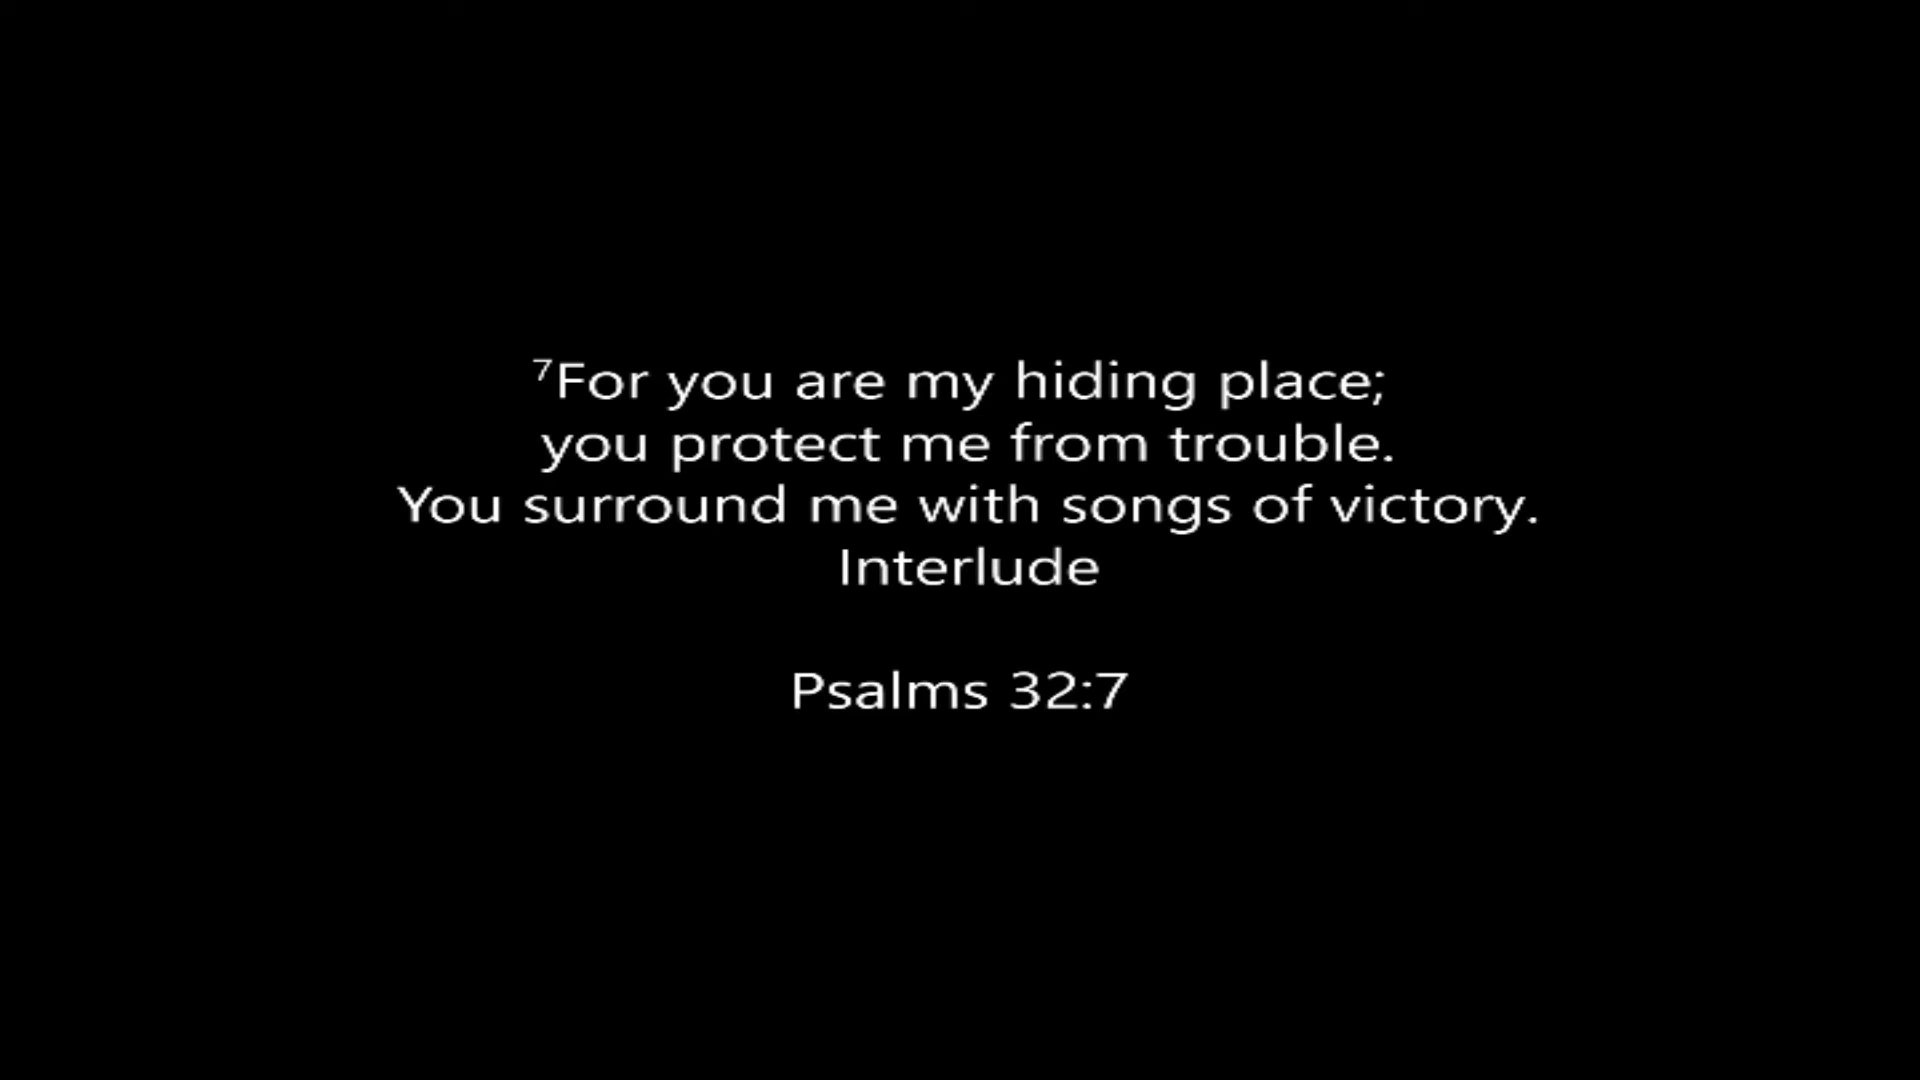 ⁷For you are my hiding place;
you protect me from trouble.
You surround me with songs of victory.
Interlude
Psalms 32:7